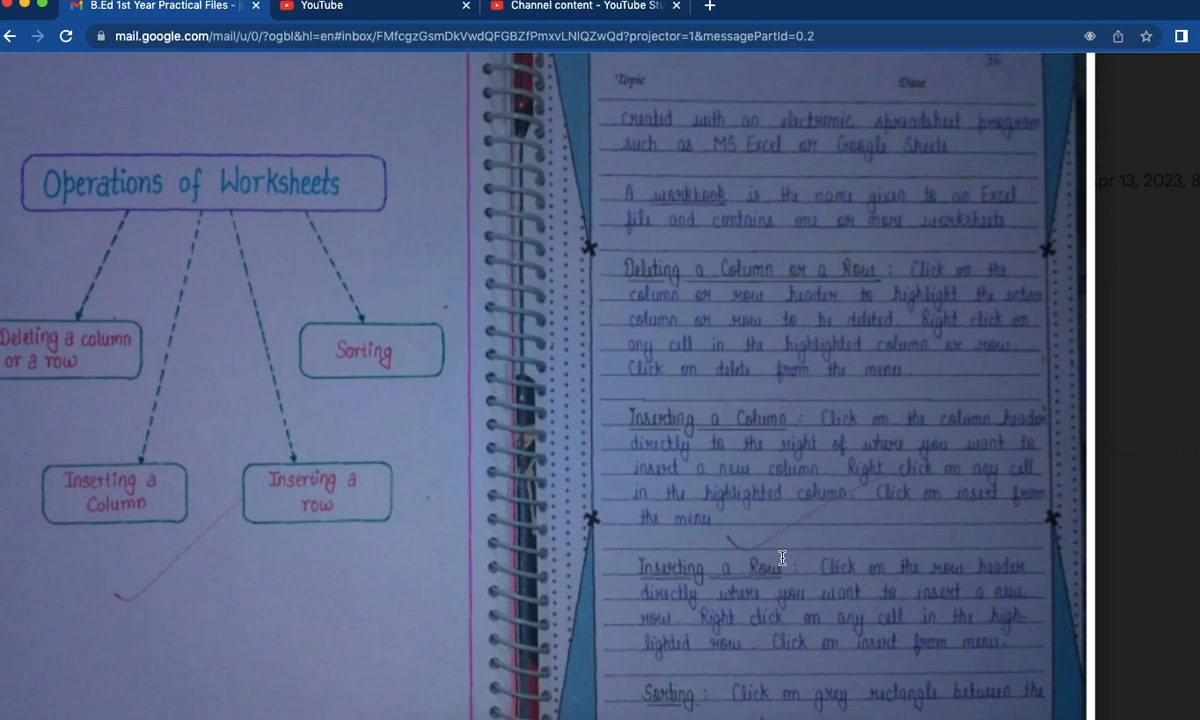 B.Ed 1st Year Practical Files - j
YouTube
Channel content - YouTube Stu
mail.google.com/mail/u/0/?ogbl&hl=en#inbox/FMfcgzGsmDkVwdQFGBZfPmxvLNlQZwQd?projector=1&messagePartId=0.2
Operations of Worksheets
Deleting a column
or a row
Sorting
Inserting a
Column
Inserting a
row
36
Topic
Date
created with an electronic spreadsheet program
such as MS Excel or Google Sheets.
A workbook is the name given to an Excel
file and contains one or more worksheets
Deleting a Column or a Row : Click on the
column or row header to highlight the entire
column or row to be deleted. Right click on
any cell in the highlighted column or row.
Click on delete from the menu.
Inserting a Column : Click on the column header
directly to the right of where you want to
insert a new column. Right click on any cell
in the highlighted column. Click on insert from
the menu.
Inserting a Row : Click on the row header
directly where you want to insert a new
row. Right click on any cell in the high-
lighted row. Click on insert from menu.
Sorting : Click on grey rectangle between the
pr 13, 2023, 8